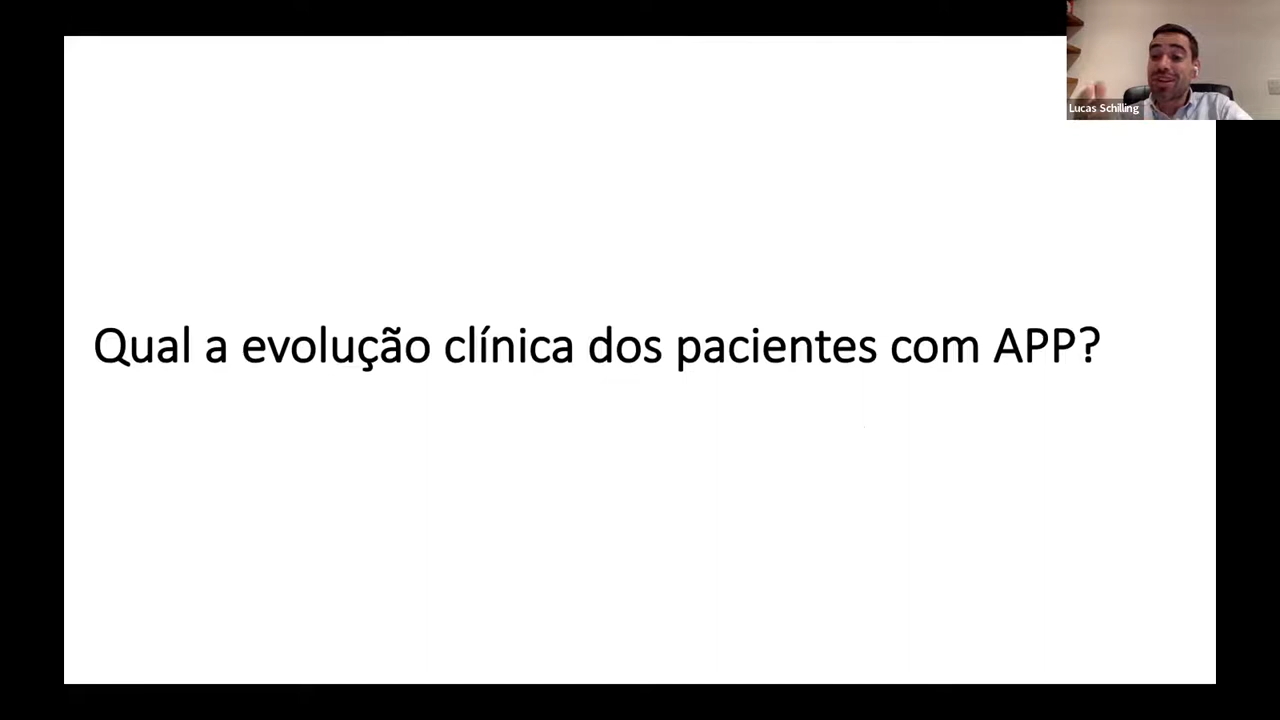 Lucas Schilling
Qual a evolução clínica dos pacientes com APP?